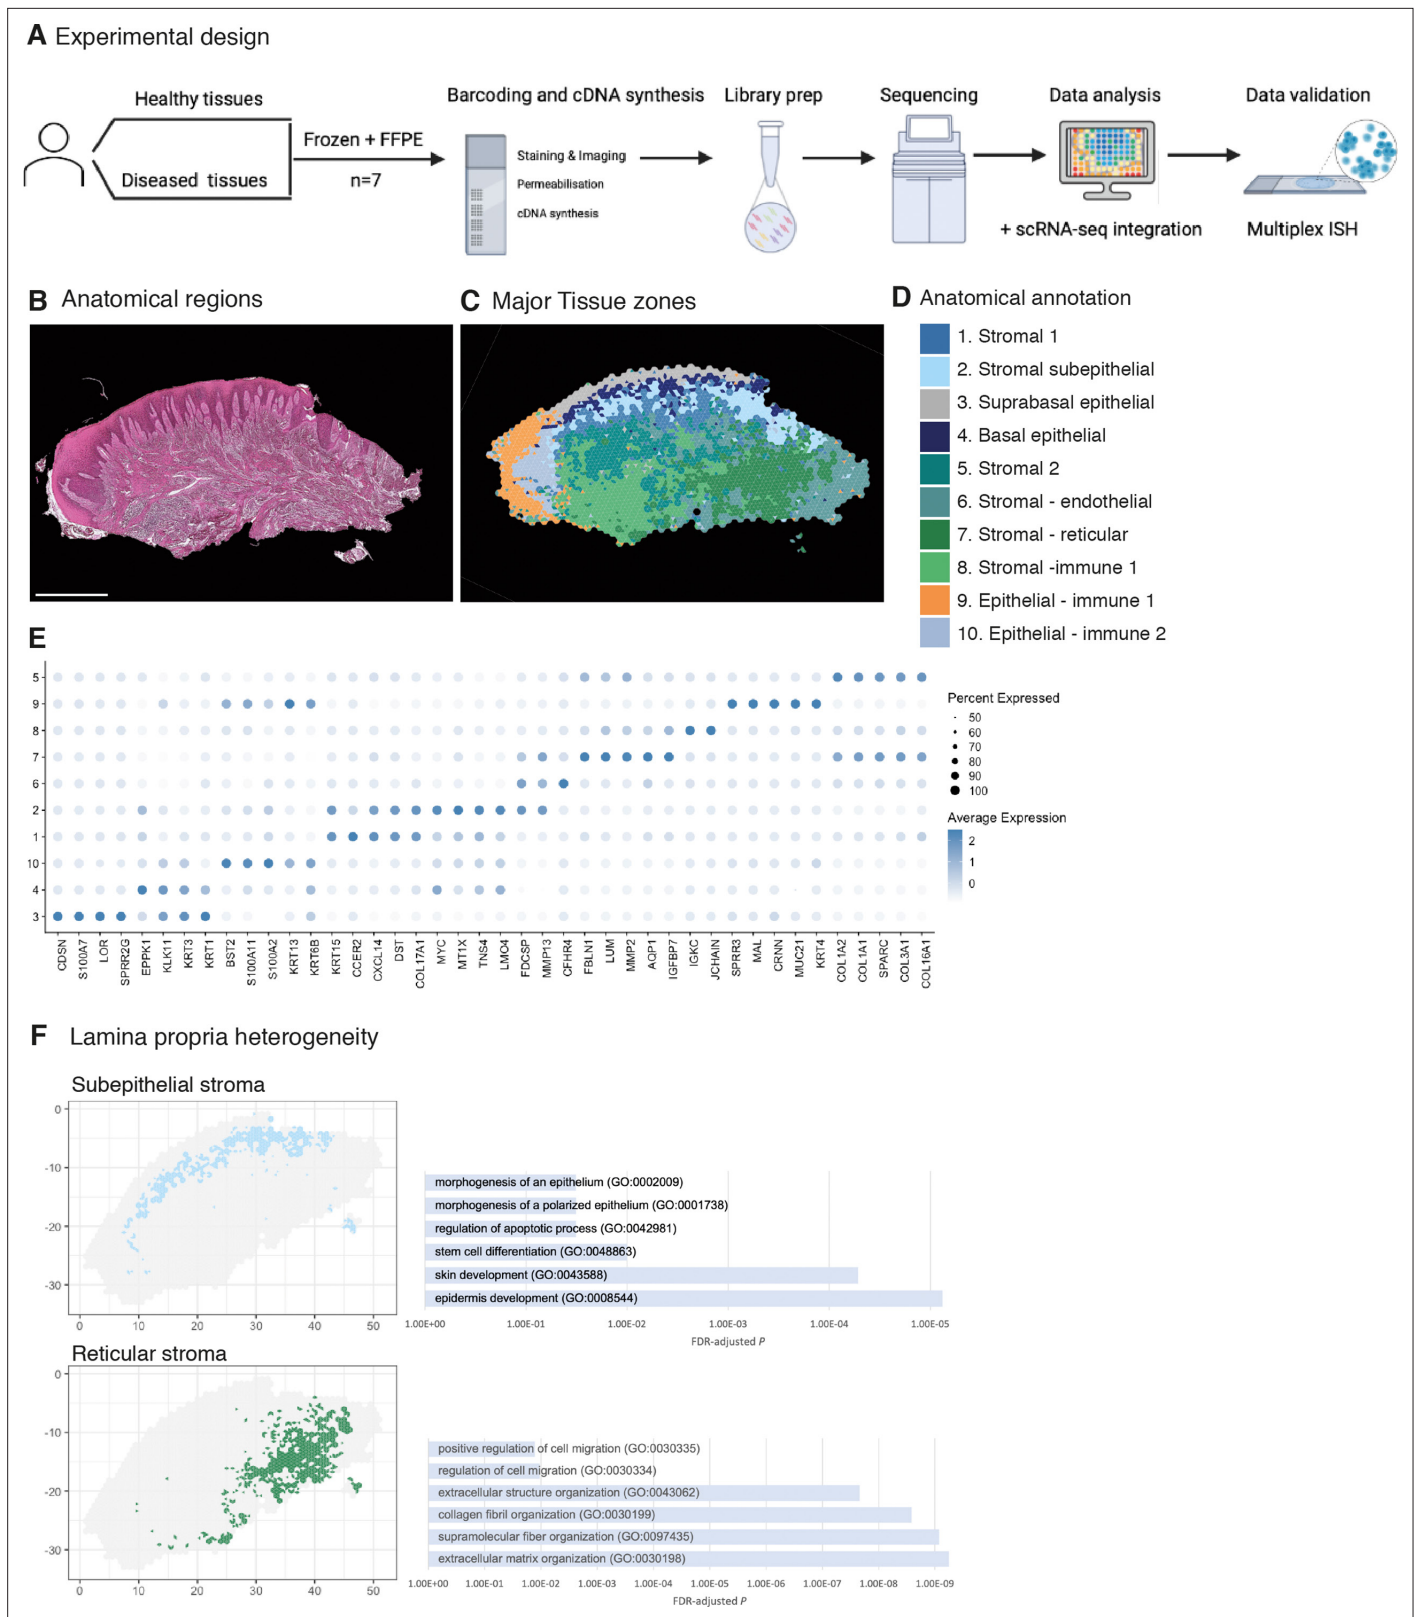 A Experimental design
Healthy tissues
Diseased tissues
Frozen + FFPE
n=7
Barcoding and cDNA synthesis
Staining & Imaging
Permeabilisation
cDNA synthesis
Library prep
Sequencing
Data analysis
+ scRNA-seq integration
Data validation
Multiplex ISH
B Anatomical regions
C Major Tissue zones
D Anatomical annotation
1. Stromal 1
2. Stromal subepithelial
3. Suprabasal epithelial
4. Basal epithelial
5. Stromal 2
6. Stromal - endothelial
7. Stromal - reticular
8. Stromal -immune 1
9. Epithelial - immune 1
10. Epithelial - immune 2
E
5
9
8
7
6
2
1
10
4
3
CDSN
S100A7
LOR
SPRR2G
EPPK1
KLK11
KRT3
KRT1
BST2
S100A11
S100A2
KRT13
KRT6B
KRT15
CCER2
CXCL14
DST
COL17A1
MYC
MT1X
TNS4
LMO4
FDCSP
MMP13
CFHR4
FBLN1
LUM
MMP2
AQP1
IGFBP7
IGKC
JCHAIN
SPRR3
MAL
CRNN
MUC21
KRT4
COL1A2
COL1A1
SPARC
COL3A1
COL16A1
Percent Expressed
50
60
70
80
90
100
Average Expression
2
1
0
F Lamina propria heterogeneity
Subepithelial stroma
0
-10
-20
-30
0 10 20 30 40 50
morphogenesis of an epithelium (GO:0002009)
morphogenesis of a polarized epithelium (GO:0001738)
regulation of apoptotic process (GO:0042981)
stem cell differentiation (GO:0048863)
skin development (GO:0043588)
epidermis development (GO:0008544)
1.00E+00 1.00E-01 1.00E-02 1.00E-03 1.00E-04 1.00E-05
FDR-adjusted P
Reticular stroma
0
-10
-20
-30
0 10 20 30 40 50
positive regulation of cell migration (GO:0030335)
regulation of cell migration (GO:0030334)
extracellular structure organization (GO:0043062)
collagen fibril organization (GO:0030199)
supramolecular fiber organization (GO:0097435)
extracellular matrix organization (GO:0030198)
1.00E+00 1.00E-01 1.00E-02 1.00E-03 1.00E-04 1.00E-05 1.00E-06 1.00E-07 1.00E-08 1.00E-09
FDR-adjusted P